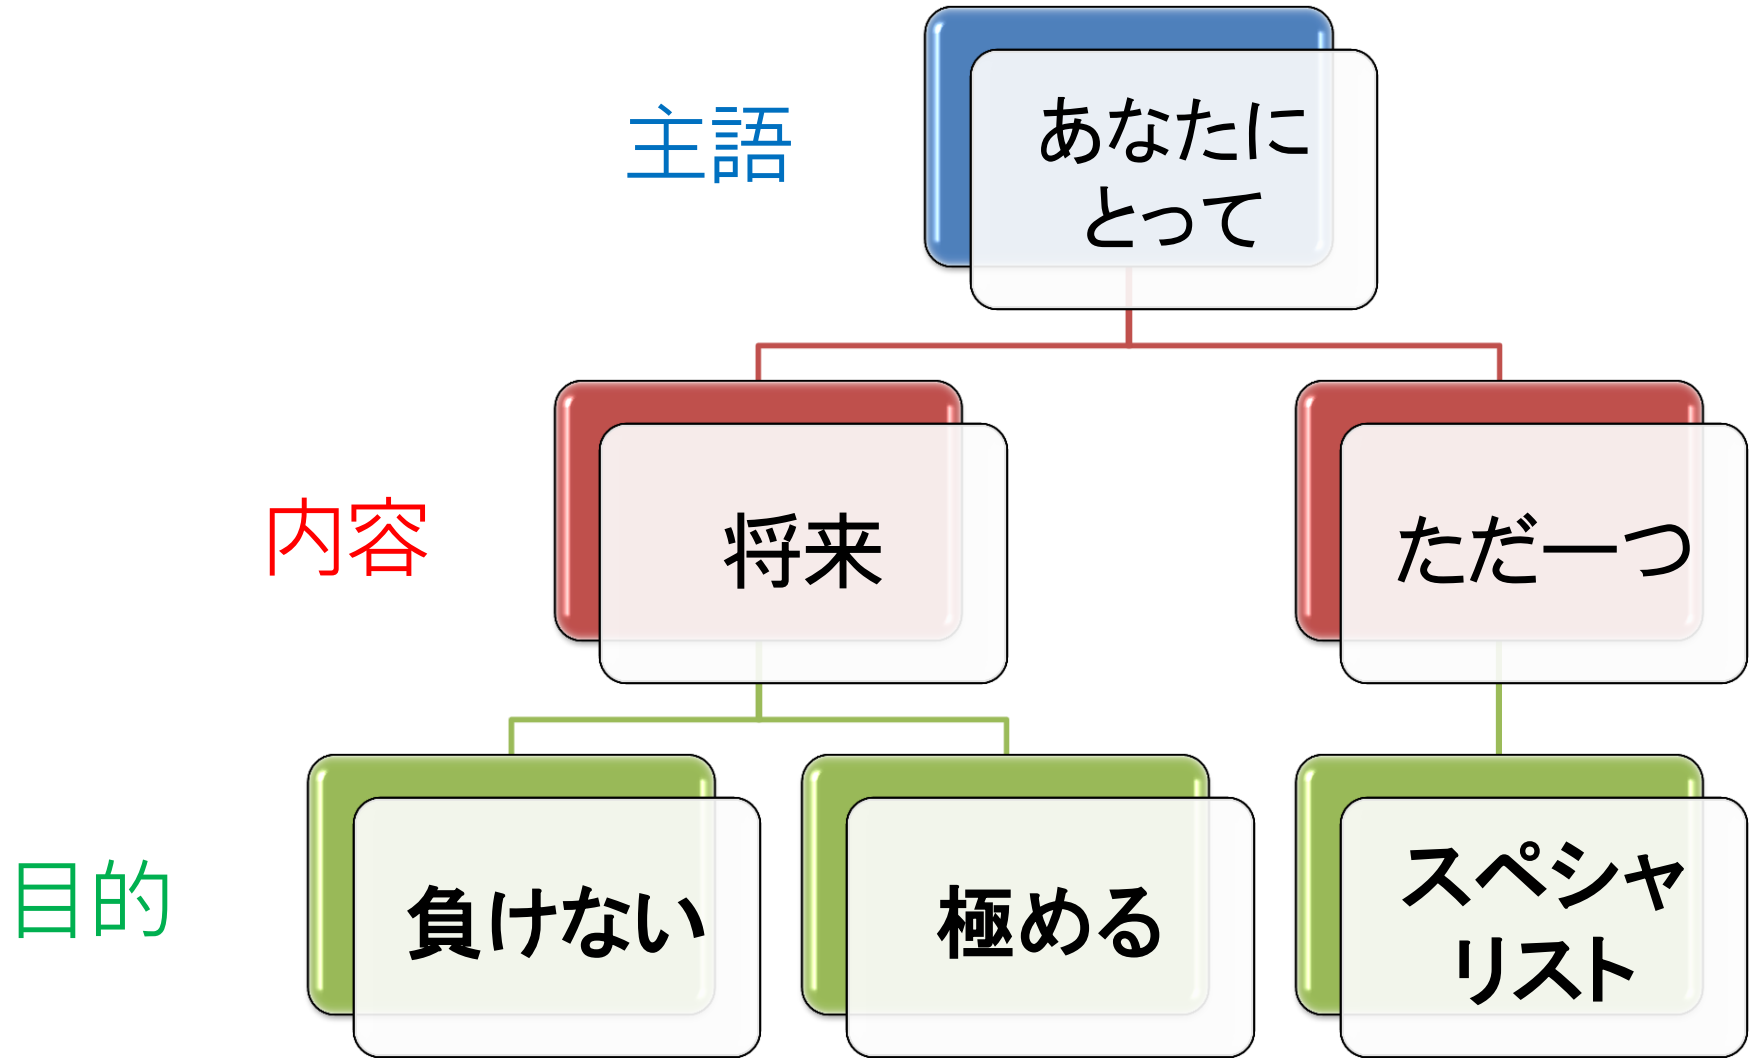 主語
あなたに
とって
内容
将来
ただ一つ
目的
負けない
極める
スペシャ
リスト